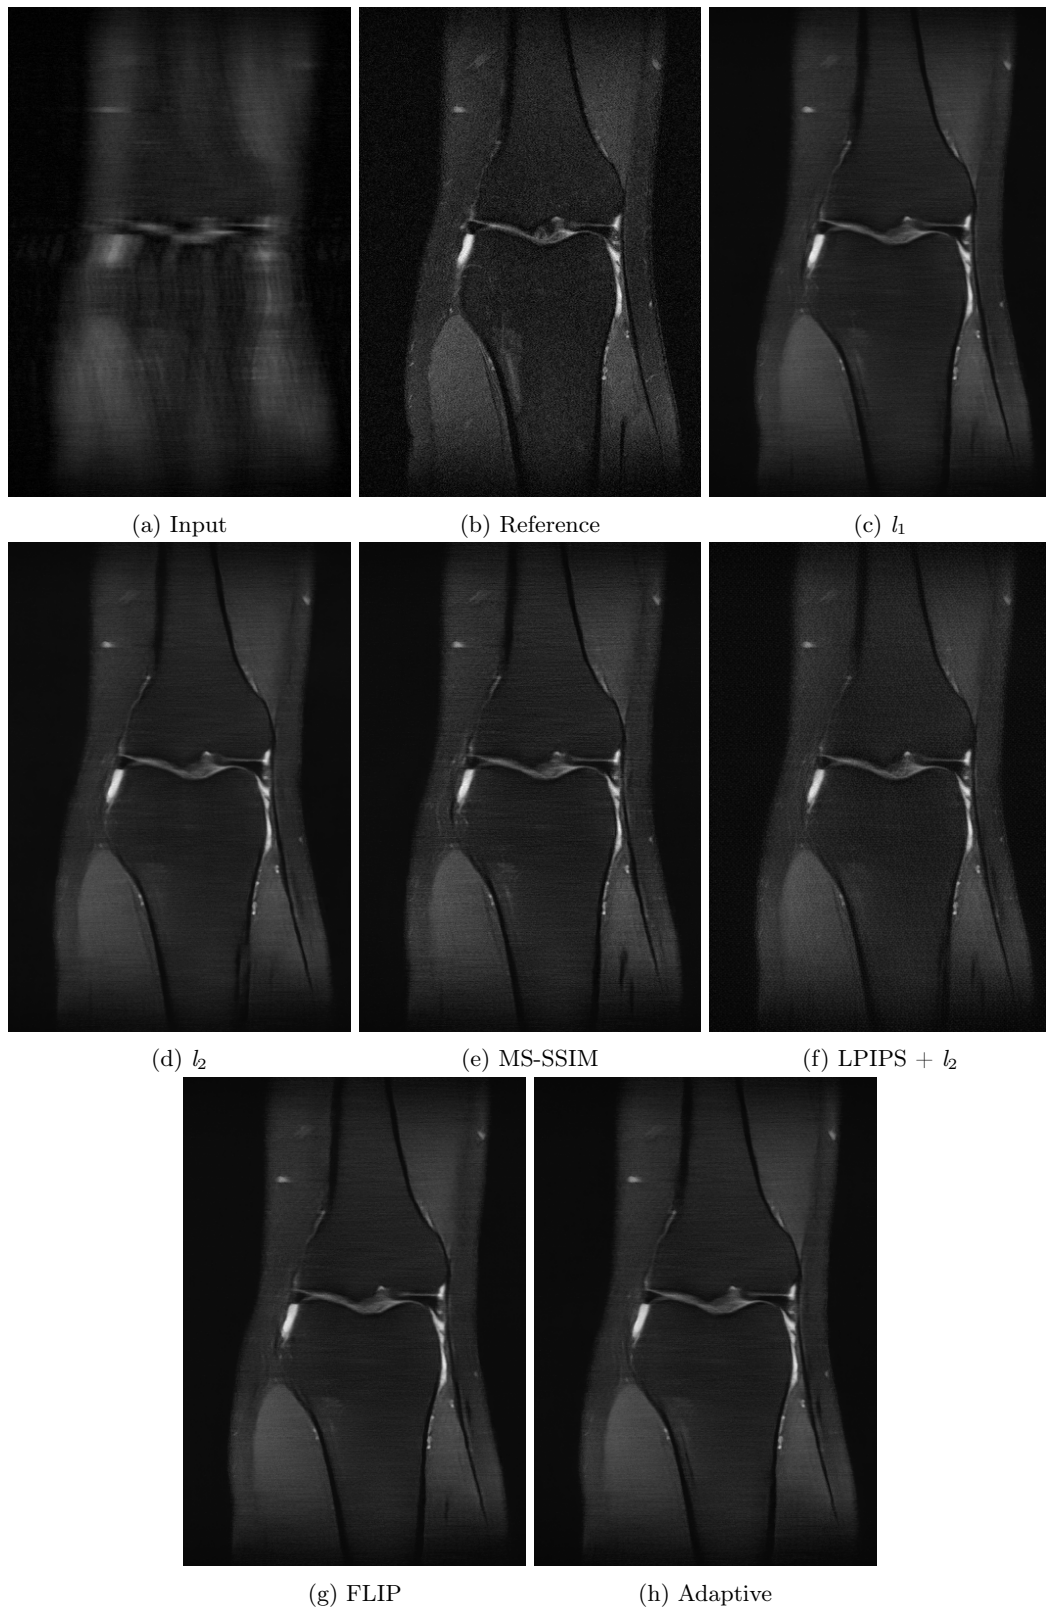 (a) Input (b) Reference (c) l₁
(d) l₂ (e) MS-SSIM (f) LPIPS + l₂
(g) FLIP (h) Adaptive